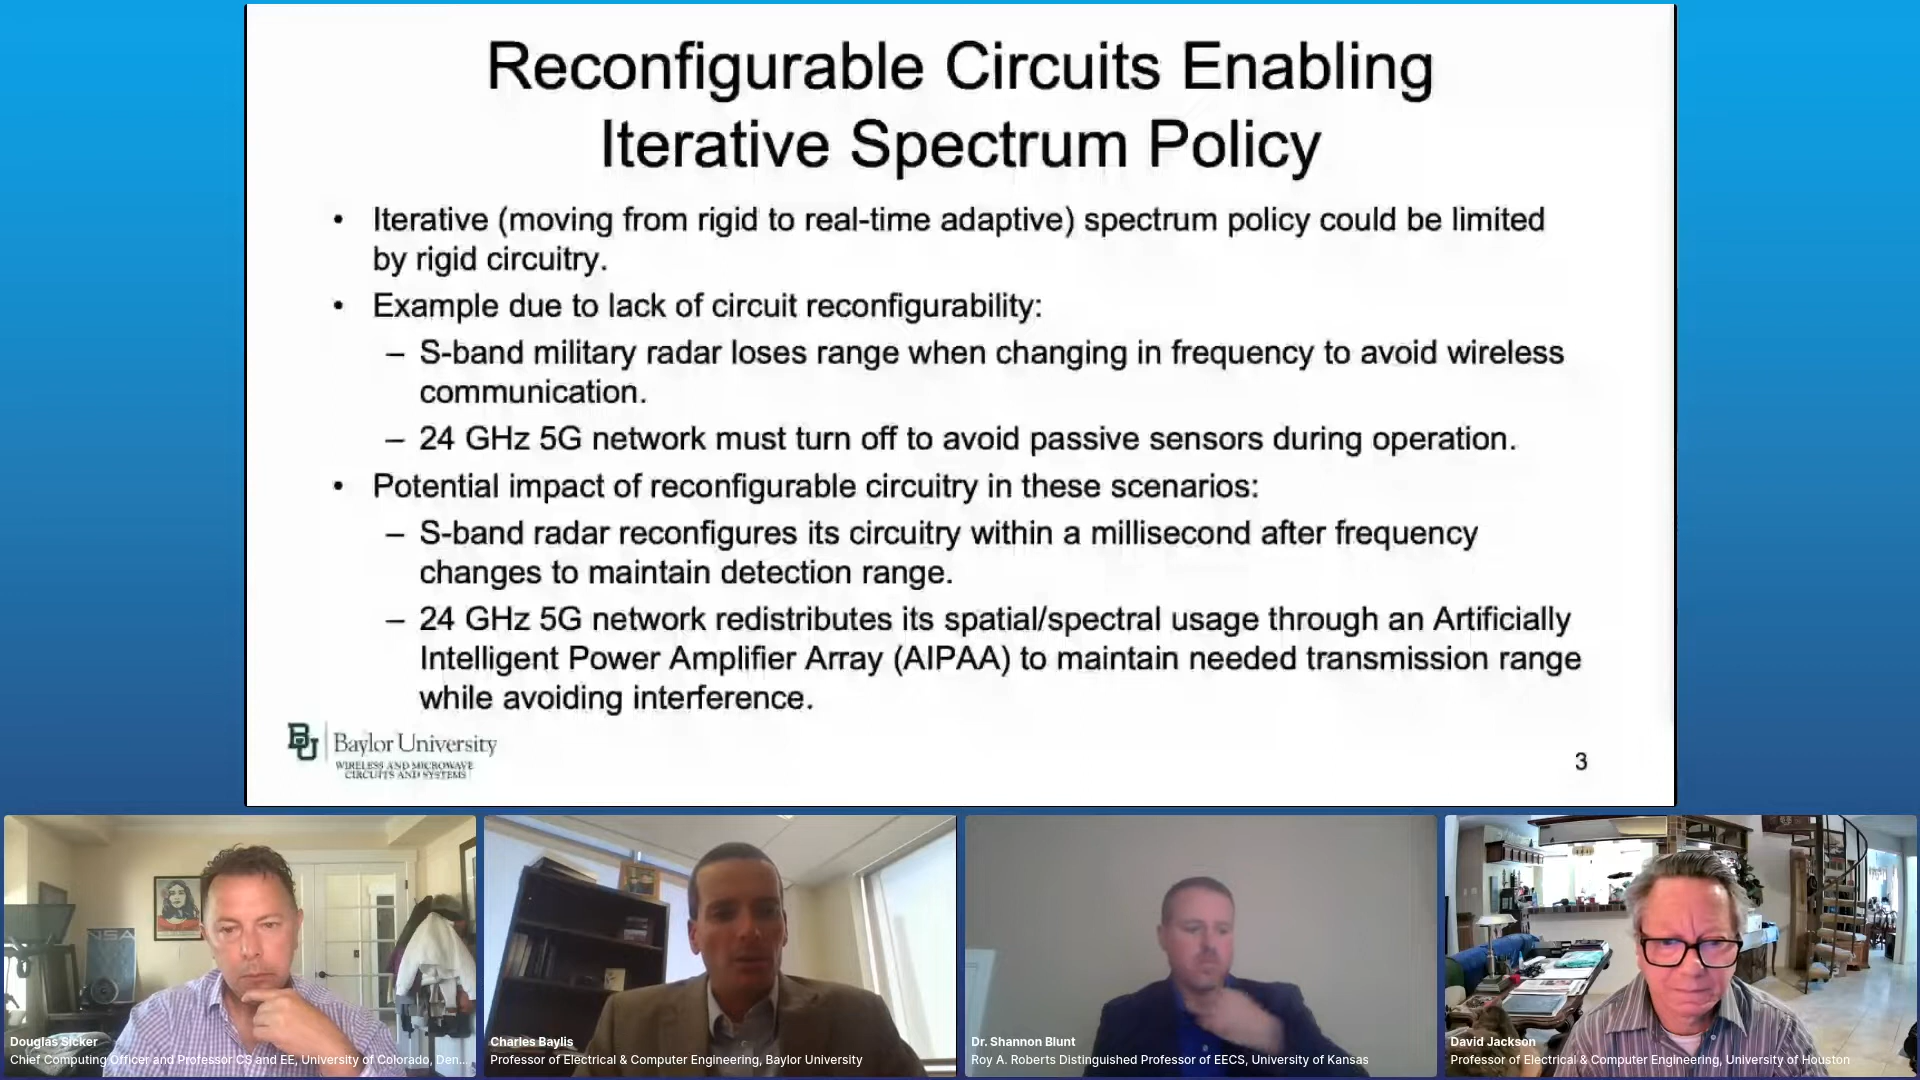 Reconfigurable Circuits Enabling
Iterative Spectrum Policy
• Iterative (moving from rigid to real-time adaptive) spectrum policy could be limited
by rigid circuitry.
• Example due to lack of circuit reconfigurability:
– S-band military radar loses range when changing in frequency to avoid wireless
communication.
– 24 GHz 5G network must turn off to avoid passive sensors during operation.
• Potential impact of reconfigurable circuitry in these scenarios:
– S-band radar reconfigures its circuitry within a millisecond after frequency
changes to maintain detection range.
– 24 GHz 5G network redistributes its spatial/spectral usage through an Artificially
Intelligent Power Amplifier Array (AIPAA) to maintain needed transmission range
while avoiding interference.
BU Baylor University
WIRELESS AND MICROWAVE
CIRCUITS AND SYSTEMS
3
NSA
Douglas Sicker
Chief Computing Officer and Professor CS and EE, University of Colorado, Den...
Charles Baylis
Professor of Electrical & Computer Engineering, Baylor University
Dr. Shannon Blunt
Roy A. Roberts Distinguished Professor of EECS, University of Kansas
David Jackson
Professor of Electrical & Computer Engineering, University of Houston